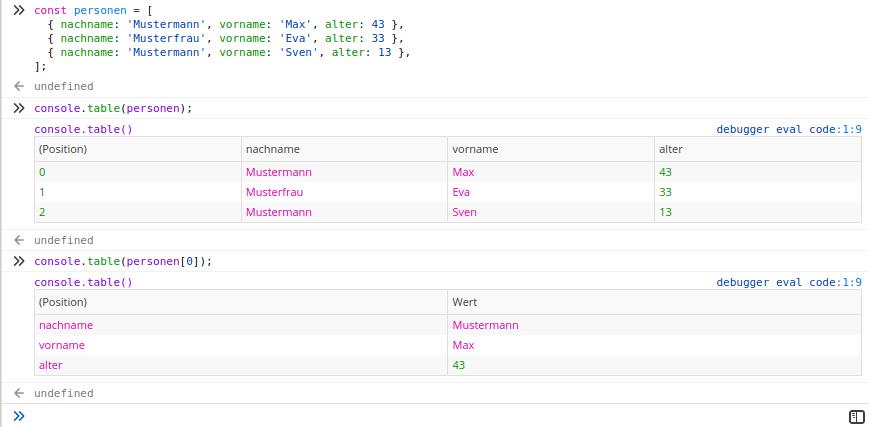 const personen = [
{ nachname: 'Mustermann', vorname: 'Max', alter: 43 },
{ nachname: 'Musterfrau', vorname: 'Eva', alter: 33 },
{ nachname: 'Mustermann', vorname: 'Sven', alter: 13 },
];
undefined
console.table(personen);
console.table() debugger eval code:1:9
(Position) nachname vorname alter
0 Mustermann Max 43
1 Musterfrau Eva 33
2 Mustermann Sven 13
undefined
console.table(personen[0]);
console.table() debugger eval code:1:9
(Position) Wert
nachname Mustermann
vorname Max
alter 43
undefined